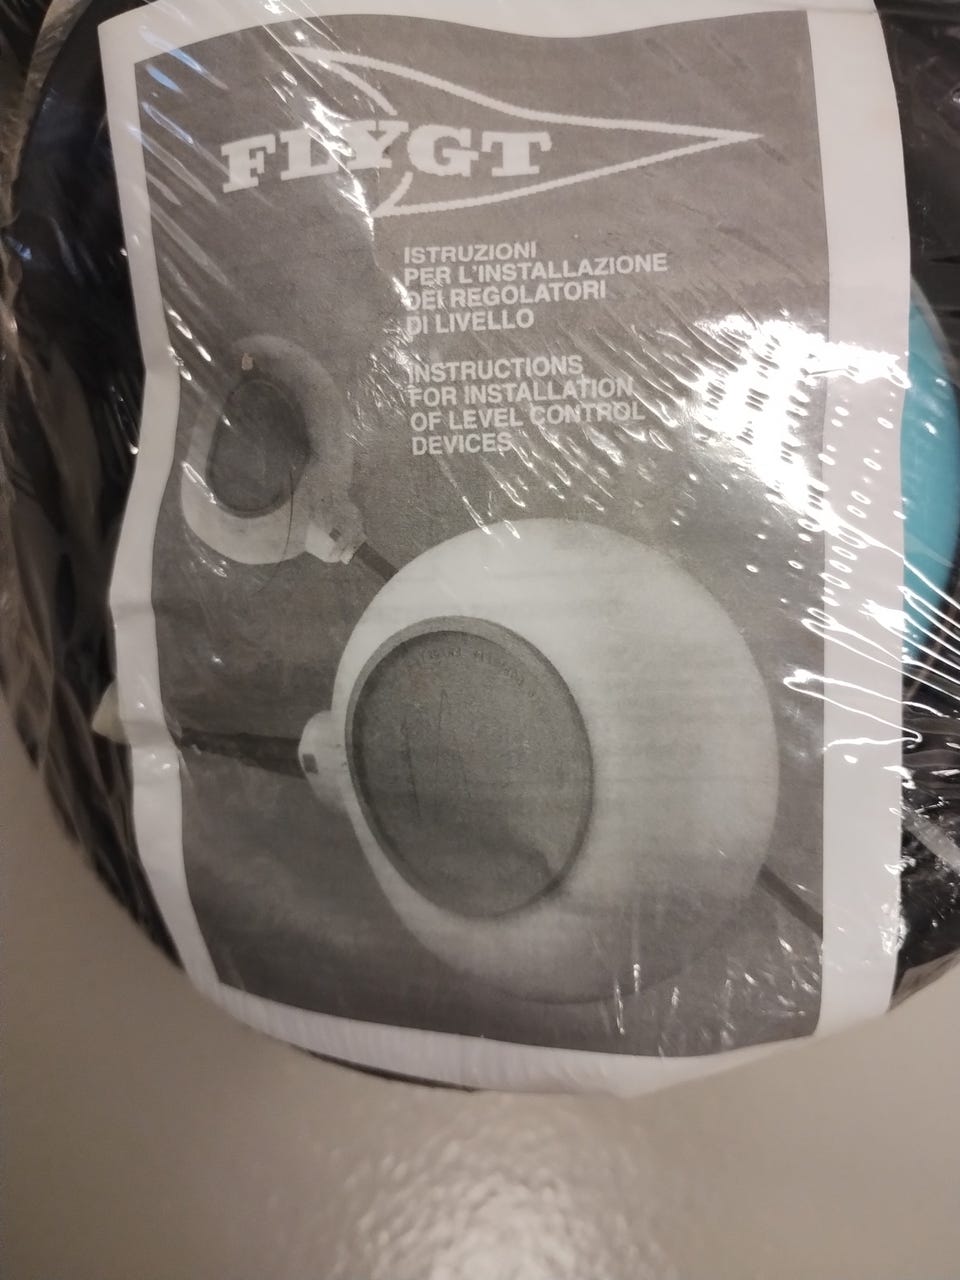 FLYGT
ISTRUZIONI
PER L'INSTALLAZIONE
DEI REGOLATORI
DI LIVELLO
INSTRUCTIONS
FOR INSTALLATION
OF LEVEL CONTROL
DEVICES